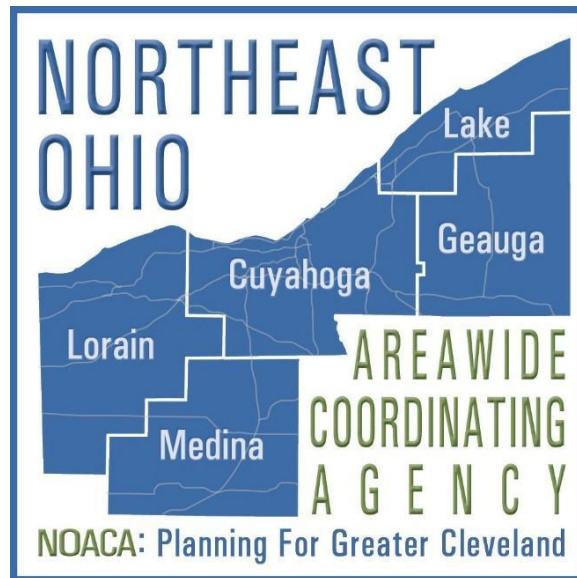 NORTHEAST
OHIO
Lake
Geauga
Cuyahoga
Lorain
Medina
AREAWIDE
COORDINATING
AGENCY
NOACA: Planning For Greater Cleveland